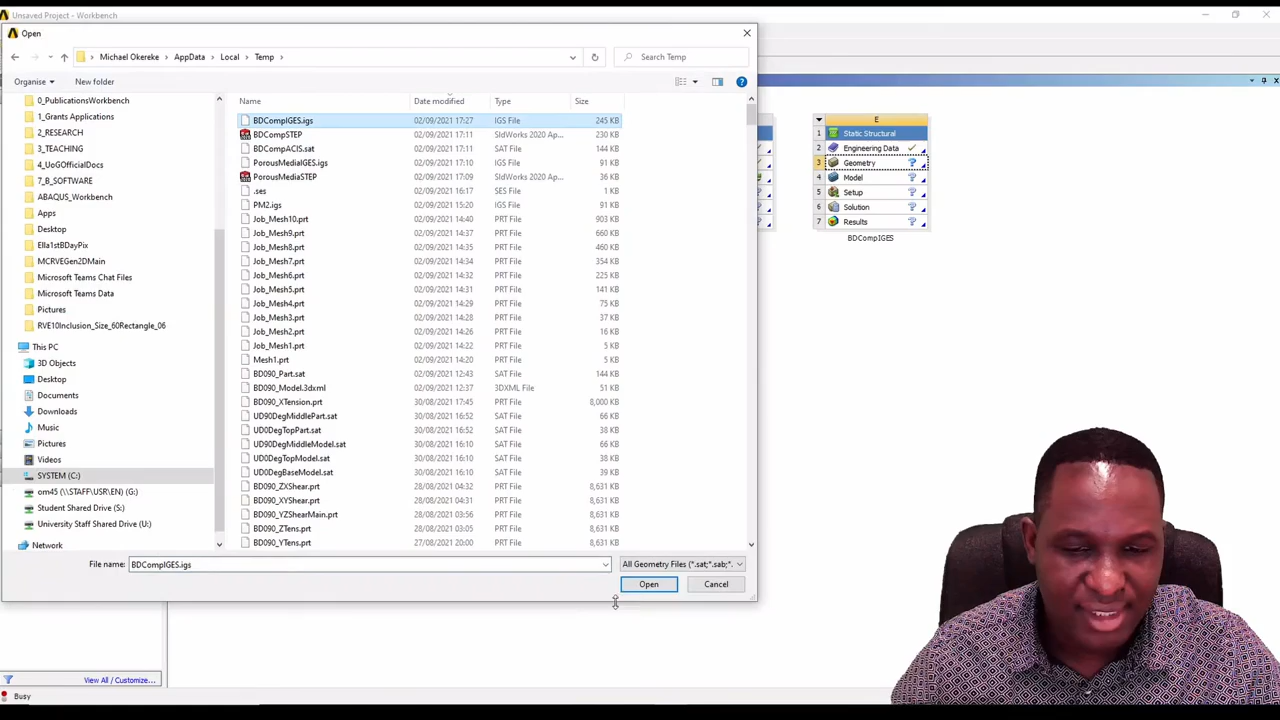 Unsaved Project - Workbench
Open
Michael Okereke > AppData > Local > Temp >
Search Temp
Organise
New folder
Name
Date modified
Type
Size
0_PublicationsWorkbench
1_Grants Applications
2_RESEARCH
3_TEACHING
4_UoGOfficialDocs
7_B_SOFTWARE
ABAQUS_Workbench
Apps
Desktop
Ella1stBDayPix
MCRVEGen2DMain
Microsoft Teams Chat Files
Microsoft Teams Data
Pictures
RVE10Inclusion_Size_60Rectangle_06
This PC
3D Objects
Desktop
Documents
Downloads
Music
Pictures
Videos
SYSTEM (C:)
om45 (\\STAFF\USR\EN) (G:)
Student Shared Drive (S:)
University Staff Shared Drive (U:)
Network
BDCompIGES.igs 02/09/2021 17:27 IGS File 245 KB
BDCompSTEP 02/09/2021 17:11 SldWorks 2020 Ap... 230 KB
BDCompACIS.sat 02/09/2021 17:11 SAT File 144 KB
PorousMediaIGES.igs 02/09/2021 17:10 IGS File 91 KB
PorousMediaSTEP 02/09/2021 17:09 SldWorks 2020 Ap... 36 KB
.ses 02/09/2021 16:17 SES File 1 KB
PM2.igs 02/09/2021 15:20 IGS File 91 KB
Job_Mesh10.prt 02/09/2021 14:40 PRT File 903 KB
Job_Mesh9.prt 02/09/2021 14:37 PRT File 660 KB
Job_Mesh8.prt 02/09/2021 14:35 PRT File 460 KB
Job_Mesh7.prt 02/09/2021 14:34 PRT File 354 KB
Job_Mesh6.prt 02/09/2021 14:32 PRT File 225 KB
Job_Mesh5.prt 02/09/2021 14:31 PRT File 141 KB
Job_Mesh4.prt 02/09/2021 14:29 PRT File 75 KB
Job_Mesh3.prt 02/09/2021 14:28 PRT File 37 KB
Job_Mesh2.prt 02/09/2021 14:26 PRT File 16 KB
Job_Mesh1.prt 02/09/2021 14:22 PRT File 5 KB
Mesh1.prt 02/09/2021 14:20 PRT File 5 KB
BD090_Part.sat 02/09/2021 12:43 SAT File 144 KB
BD090_Model.3dxml 02/09/2021 12:37 3DXML File 51 KB
BD090_XTension.prt 30/08/2021 17:45 PRT File 8,000 KB
UD90DegMiddlePart.sat 30/08/2021 16:52 SAT File 66 KB
UD0DegTopPart.sat 30/08/2021 16:52 SAT File 38 KB
UD90DegMiddleModel.sat 30/08/2021 16:10 SAT File 66 KB
UD0DegTopModel.sat 30/08/2021 16:10 SAT File 38 KB
UD0DegBaseModel.sat 30/08/2021 16:10 SAT File 39 KB
BD090_ZXShear.prt 28/08/2021 04:32 PRT File 8,631 KB
BD090_XYShear.prt 28/08/2021 04:31 PRT File 8,631 KB
BD090_YZShearMain.prt 28/08/2021 03:56 PRT File 8,631 KB
BD090_ZTens.prt 28/08/2021 03:05 PRT File 8,631 KB
BD090_YTens.prt 27/08/2021 20:00 PRT File 8,631 KB
File name: BDCompIGES.igs
All Geometry Files (*.sat;*.sab;*.
Open
Cancel
E
1 Static Structural
2 Engineering Data
3 Geometry ?
4 Model ?
5 Setup ?
6 Solution ?
7 Results ?
BDCompIGES
View All / Customize...
Busy